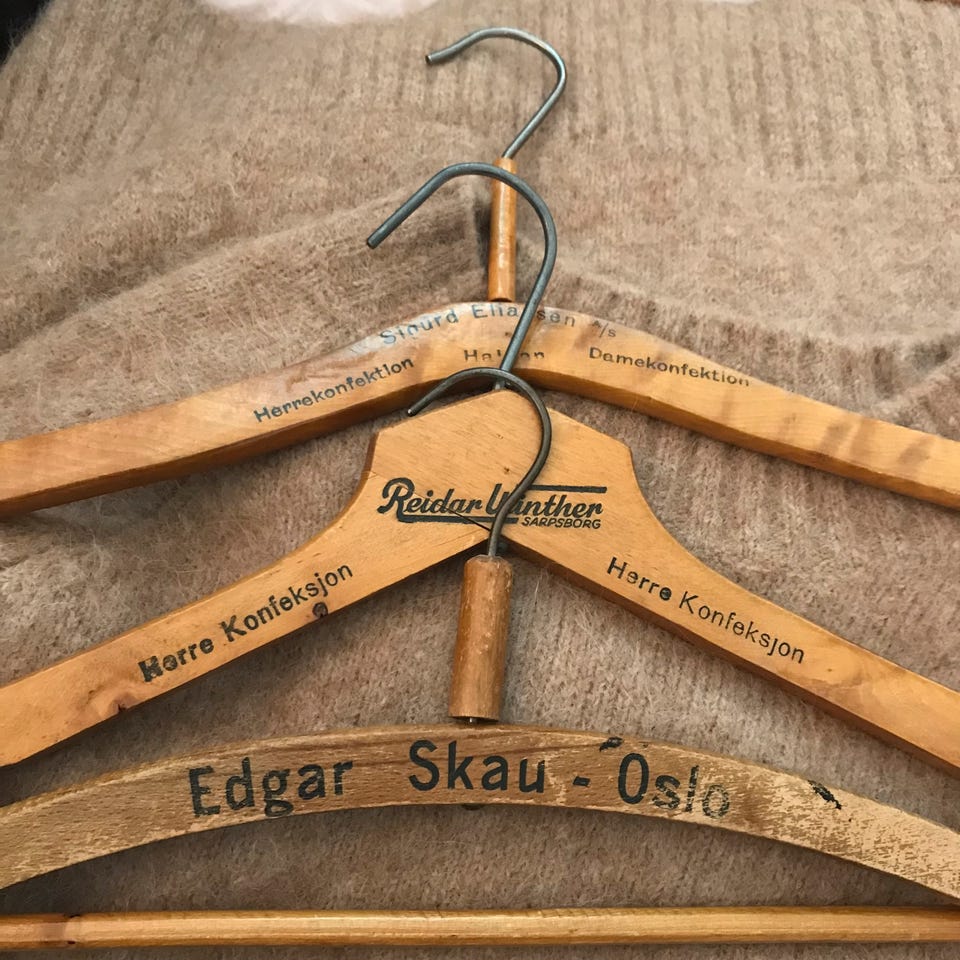 Sigurd Eliassen A/s
Herrekonfektion Halden Damekonfektion
Reidar Winther
SARPSBORG
Herre Konfeksjon
Herre Konfeksjon
Edgar Skau - Oslo